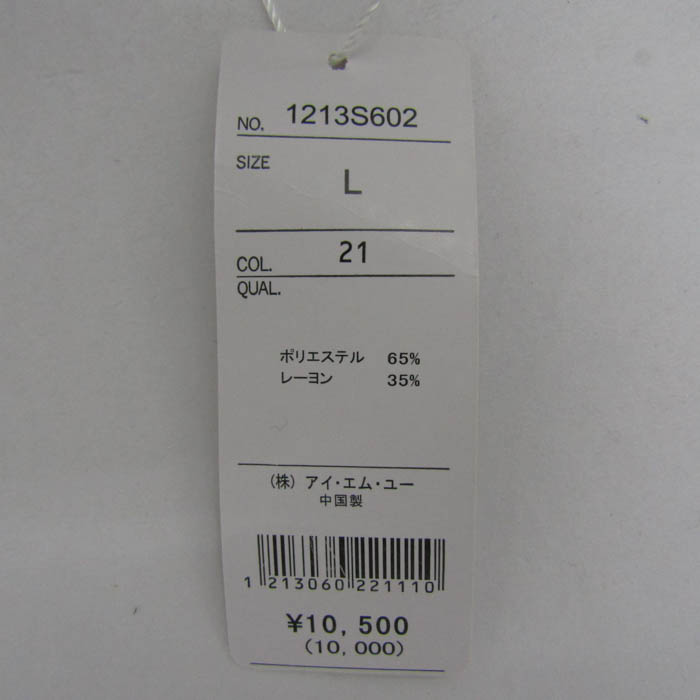 NO. 1213S602
SIZE
L
COL. 21
QUAL.
ポリエステル 65%
レーヨン 35%
(株) アイ・エム・ユー
中国製
1 213060 221110
¥10,500
(10,000)